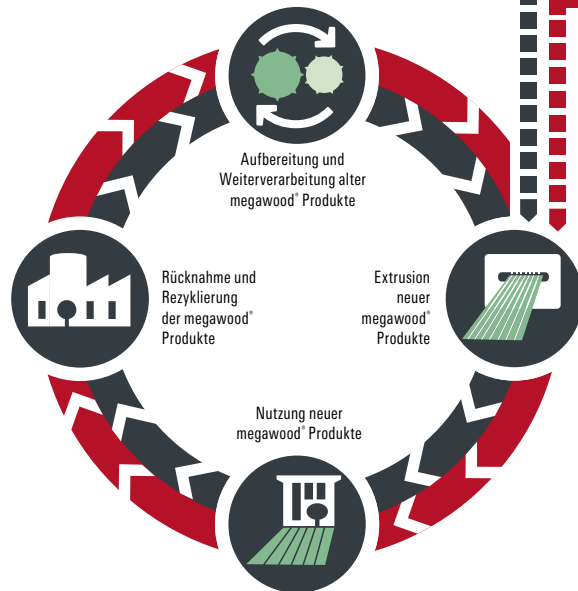 Aufbereitung und
Weiterverarbeitung alter
megawood® Produkte
Rücknahme und
Rezyklierung
der megawood®
Produkte
Extrusion
neuer
megawood®
Produkte
Nutzung neuer
megawood® Produkte